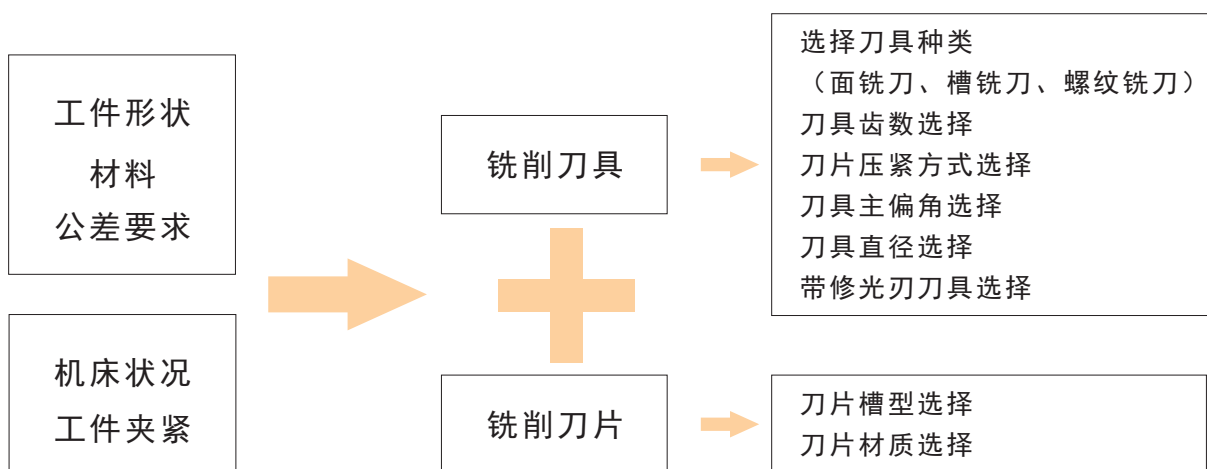 工件形状
材料
公差要求
机床状况
工件夹紧
铣削刀具
铣削刀片
选择刀具种类
（面铣刀、槽铣刀、螺纹铣刀）
刀具齿数选择
刀片压紧方式选择
刀具主偏角选择
刀具直径选择
带修光刃刀具选择
刀片槽型选择
刀片材质选择